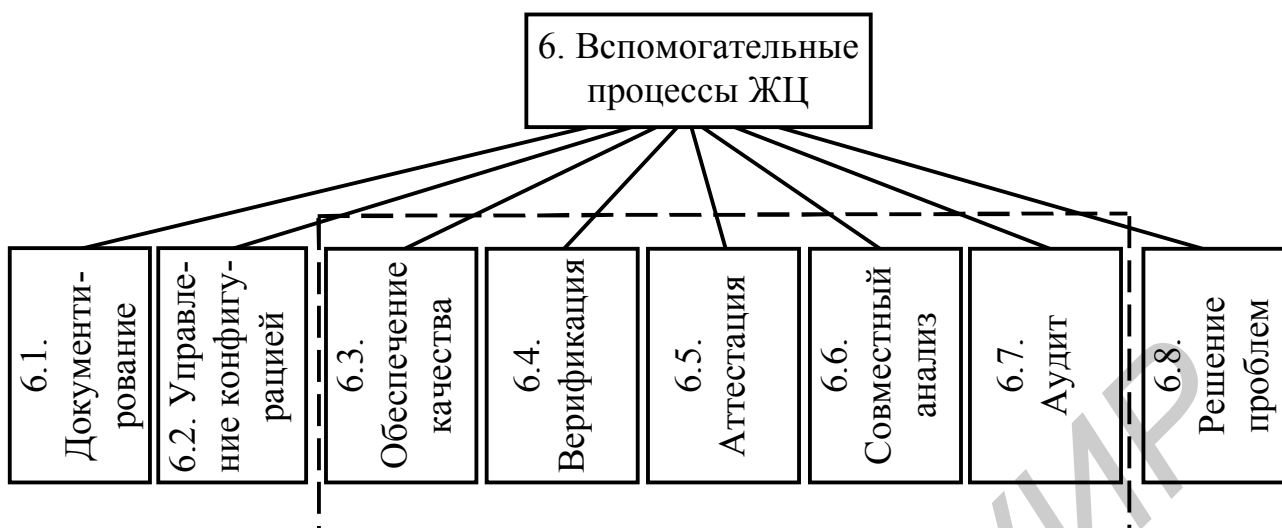 6. Вспомогательные
процессы ЖЦ
6.1.
Документи-
рование
6.2. Управле-
ние конфигу-
рацией
6.3.
Обеспечение
качества
6.4.
Верификация
6.5.
Аттестация
6.6.
Совместный
анализ
6.7.
Аудит
6.8.
Решение
проблем